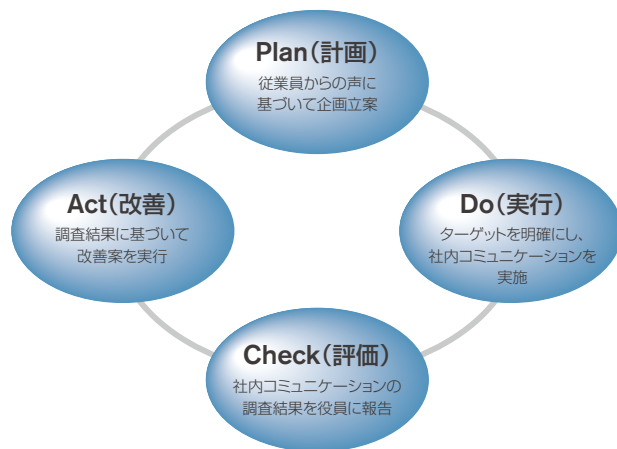 Plan(計画)
従業員からの声に
基づいて企画立案
Act(改善)
調査結果に基づいて
改善案を実行
Do(実行)
ターゲットを明確にし、
社内コミュニケーションを
実施
Check(評価)
社内コミュニケーションの
調査結果を役員に報告